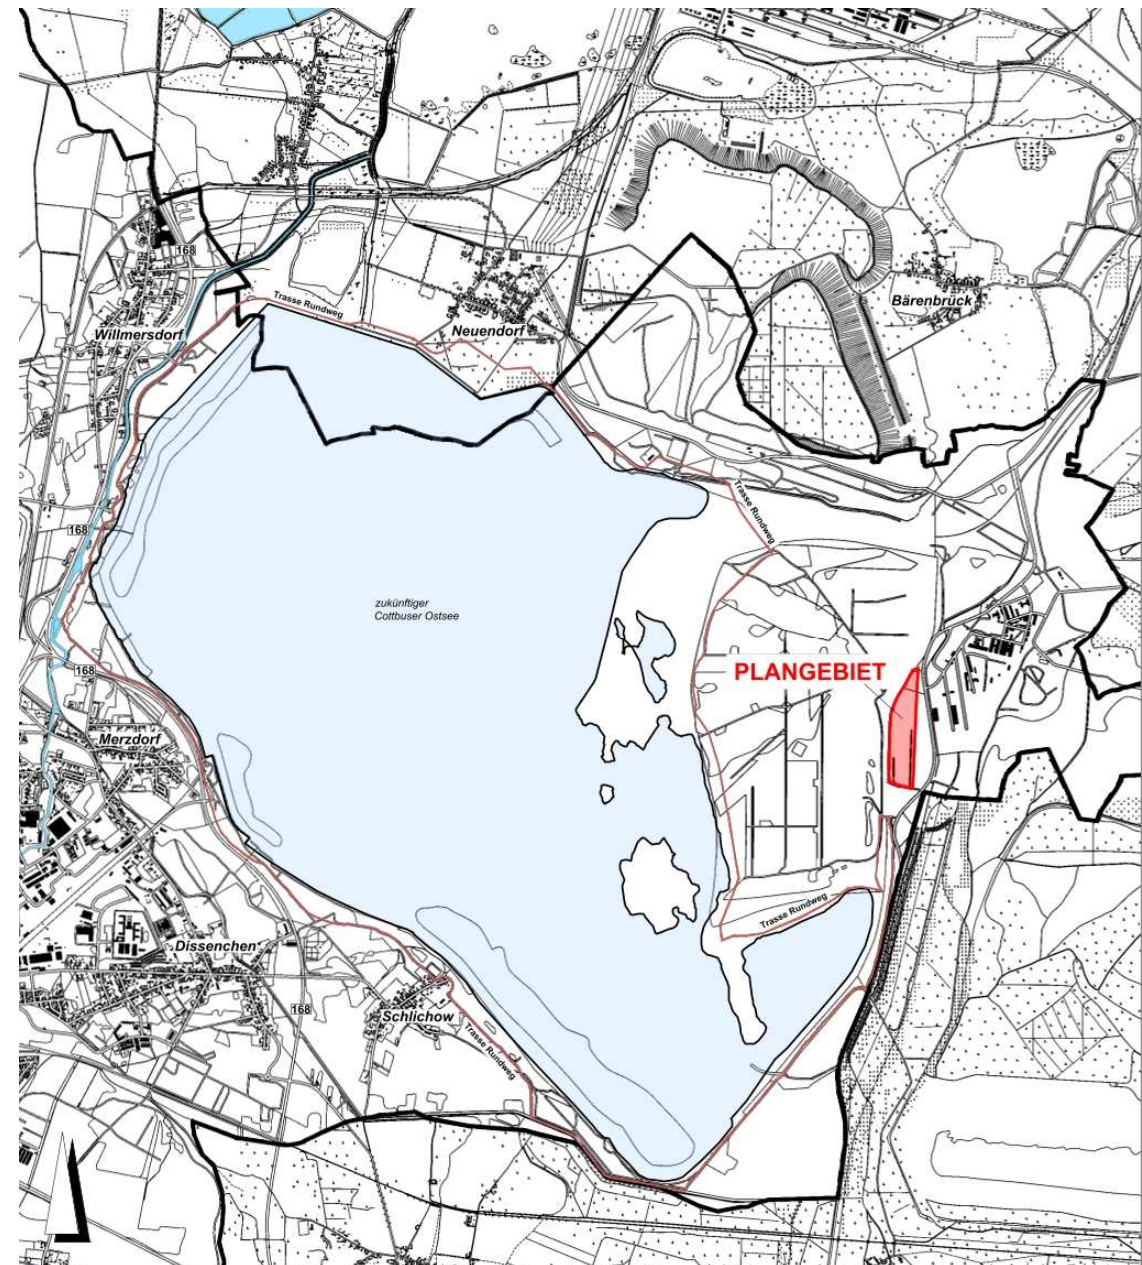 168
Bärenbrück
Trasse Rundweg
Willmersdorf
Neuendorf
Trasse Rundweg
168
zukünftiger
Cottbuser Ostsee
168
PLANGEBIET
Merzdorf
Trasse Rundweg
Dissenchen
168
Schlichow
Trasse Rundweg